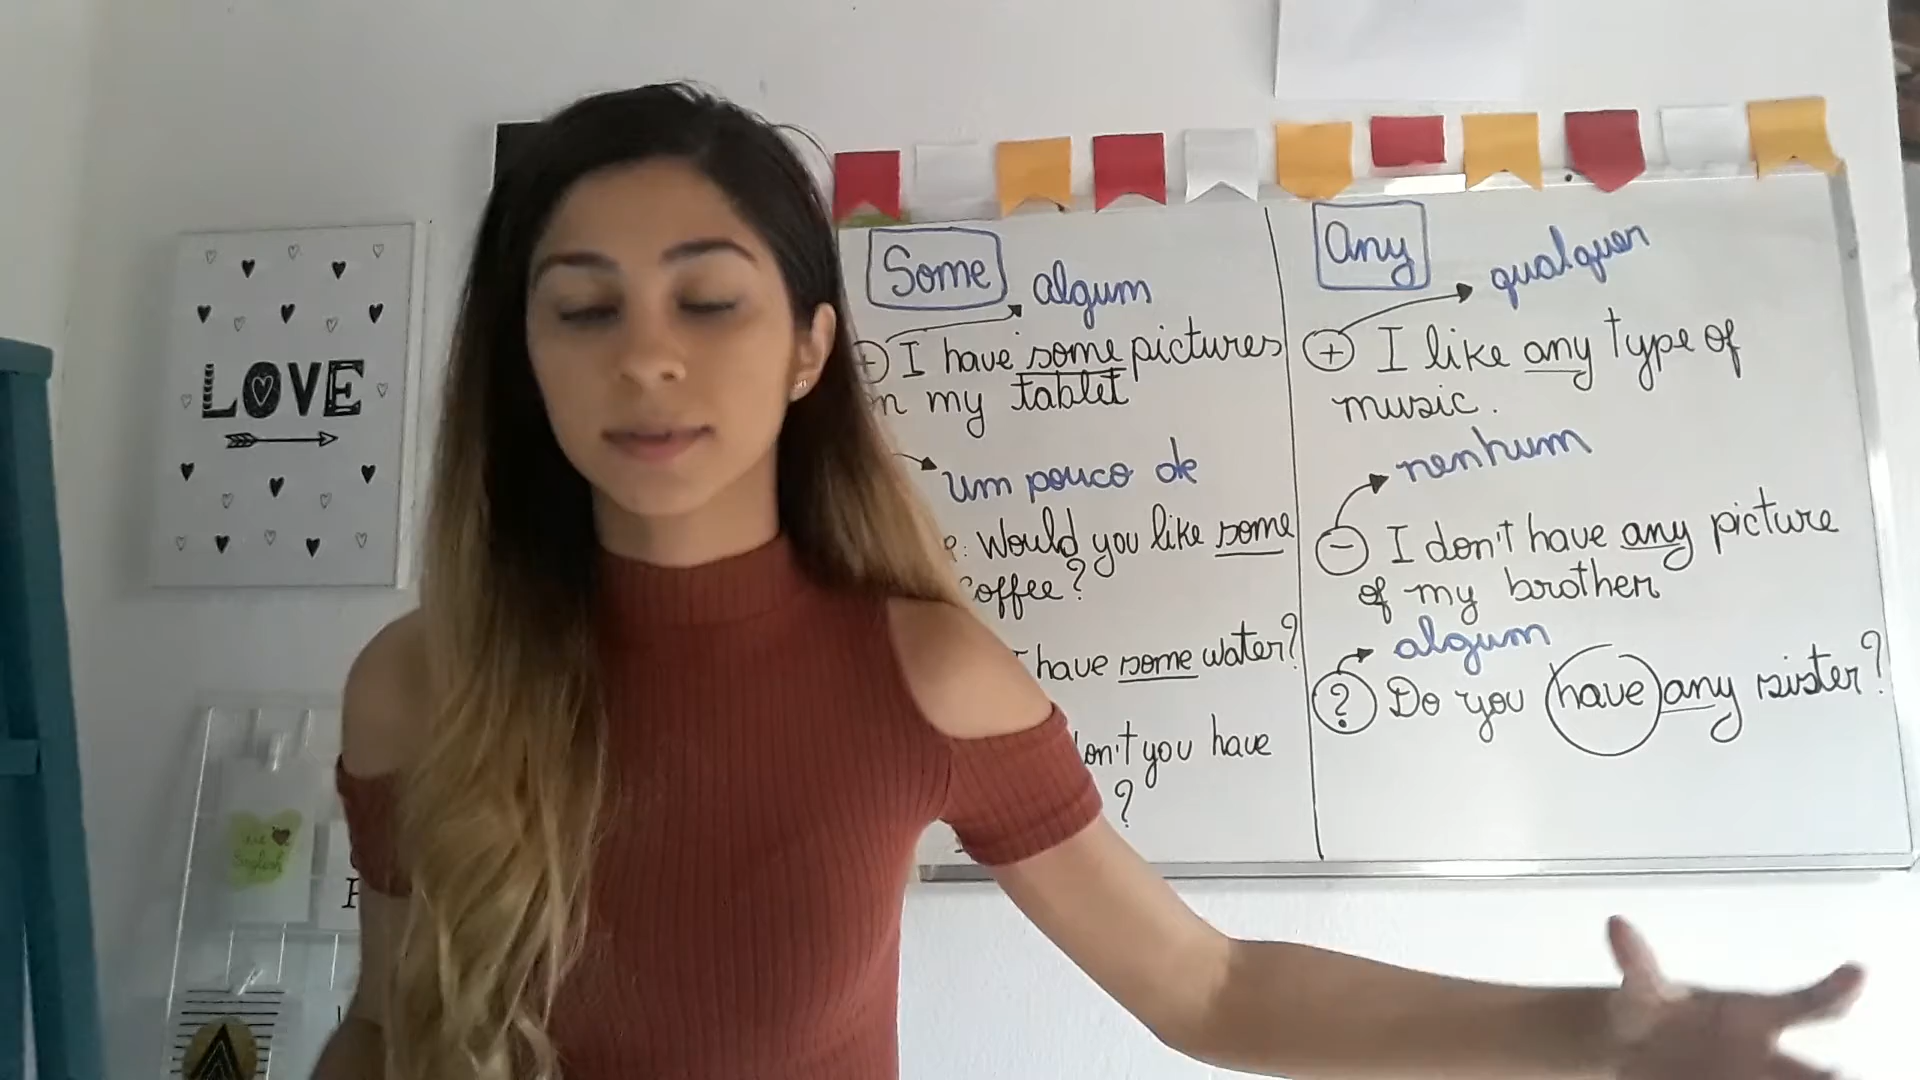 LOVE
Some
algum
I have some pictures
my tablet
um pouco de
Would you like some
coffee?
have some water?
don't you have
?
Any
qualquer
+ I like any type of
music.
nenhum
- I don't have any picture
of my brother
algum
? Do you have any sister?
English